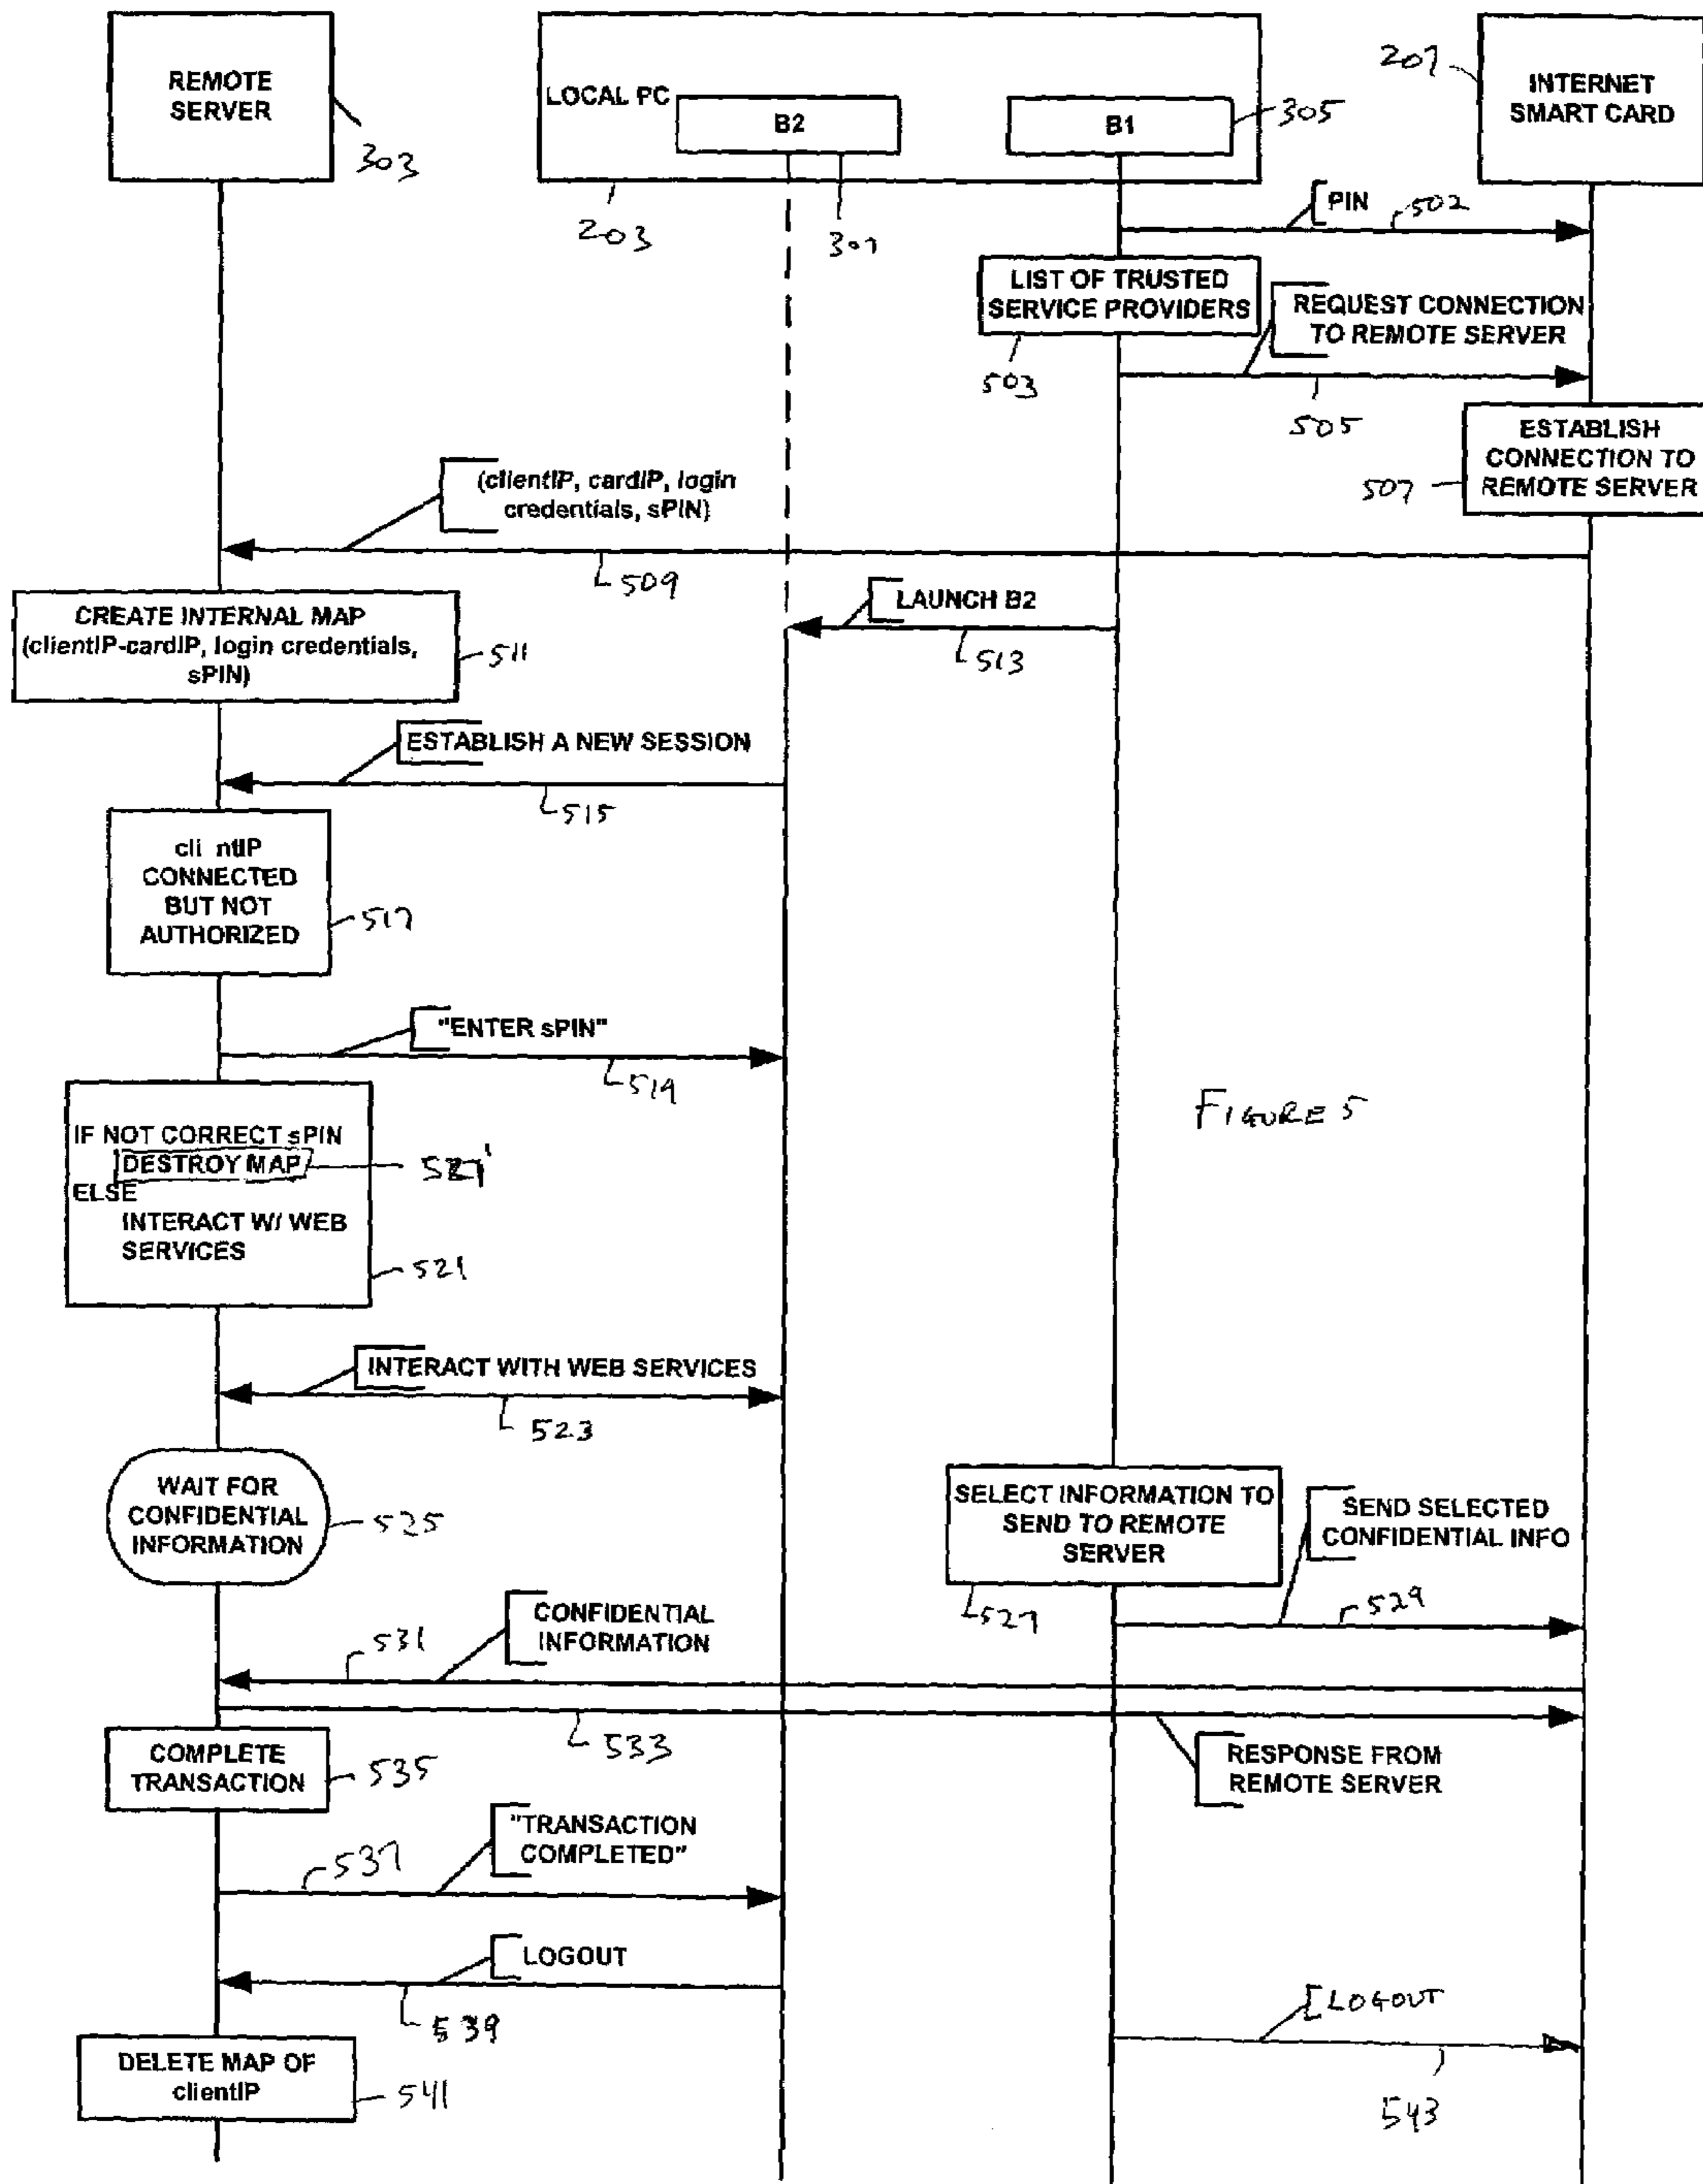 REMOTE
SERVER
303
LOCAL PC
B2
B1
305
203
307
207
INTERNET
SMART CARD
PIN
502
LIST OF TRUSTED
SERVICE PROVIDERS
503
REQUEST CONNECTION
TO REMOTE SERVER
505
ESTABLISH
CONNECTION TO
REMOTE SERVER
507
(clientIP, cardIP, login
credentials, sPIN)
509
CREATE INTERNAL MAP
(clientIP-cardIP, login credentials,
sPIN)
511
LAUNCH B2
513
ESTABLISH A NEW SESSION
515
cli ntIP
CONNECTED
BUT NOT
AUTHORIZED
517
"ENTER sPIN"
519
FIGURE 5
IF NOT CORRECT sPIN
DESTROY MAP
ELSE
INTERACT W/ WEB
SERVICES
521
INTERACT WITH WEB SERVICES
523
WAIT FOR
CONFIDENTIAL
INFORMATION
525
SELECT INFORMATION TO
SEND TO REMOTE
SERVER
527
SEND SELECTED
CONFIDENTIAL INFO
529
CONFIDENTIAL
INFORMATION
531
533
RESPONSE FROM
REMOTE SERVER
COMPLETE
TRANSACTION
535
"TRANSACTION
COMPLETED"
537
LOGOUT
539
LOGOUT
543
DELETE MAP OF
clientIP
541